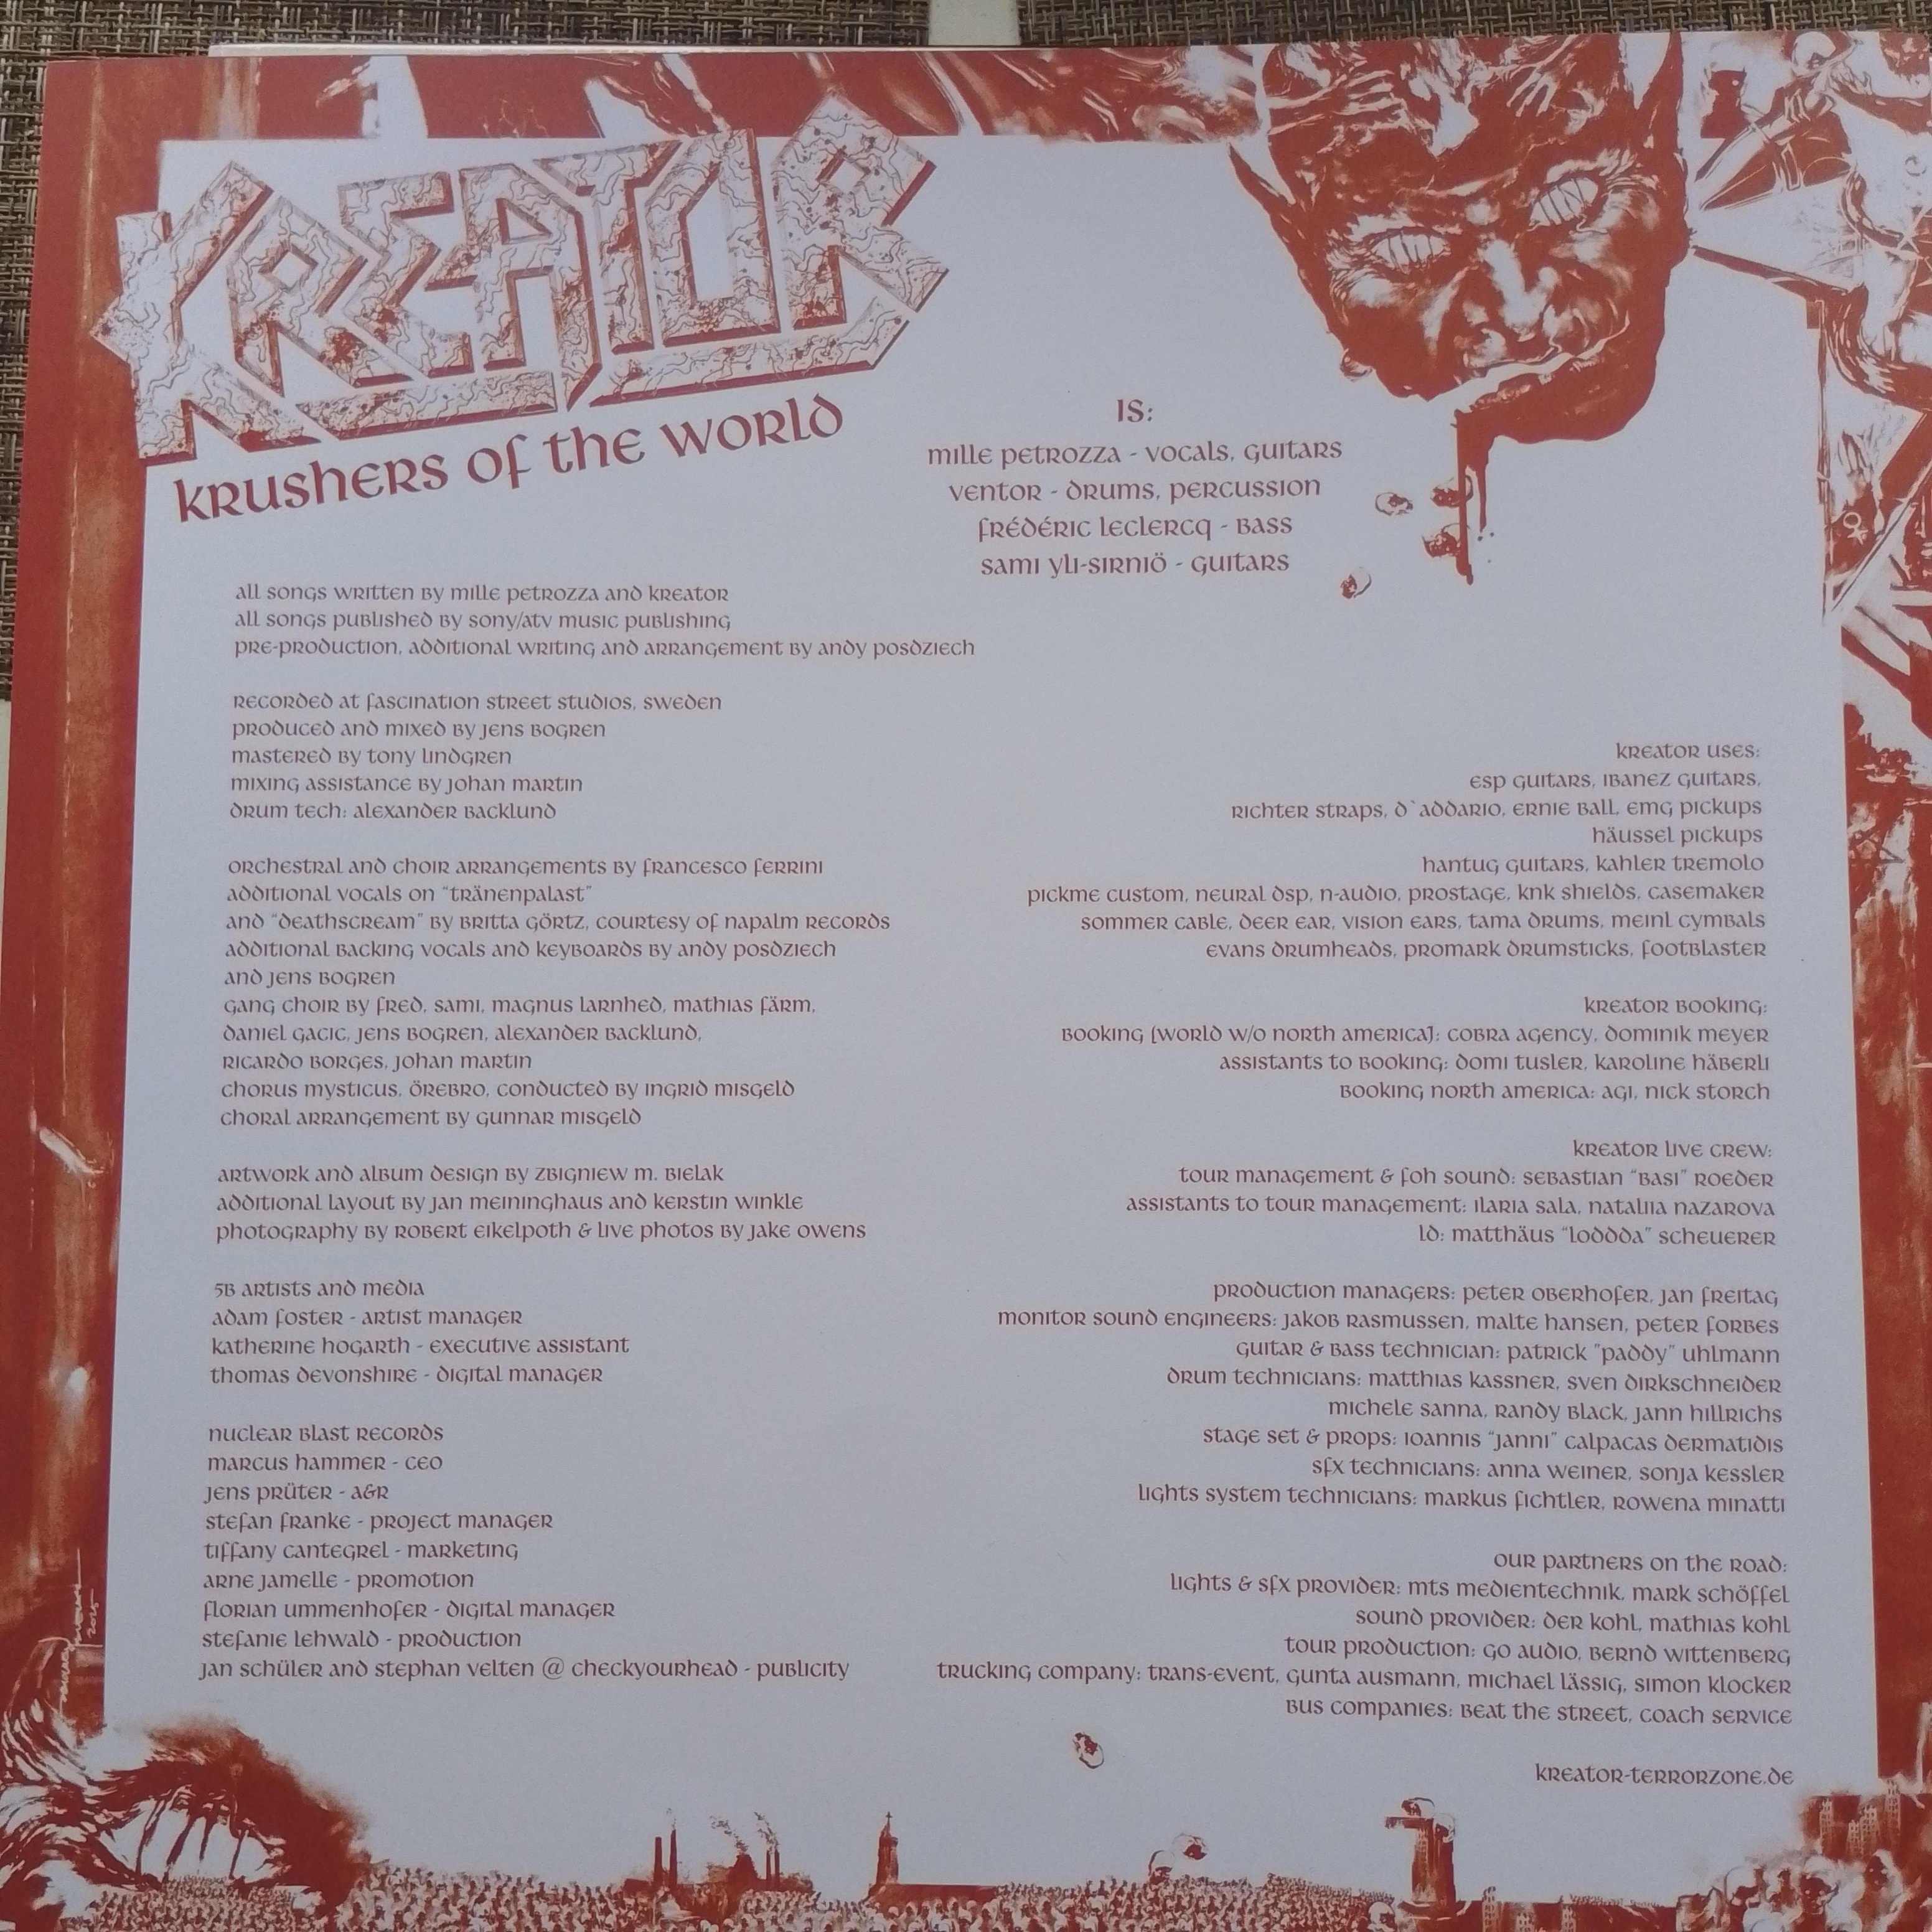 KREATOR
krushers of the world
is:
mille petrozza - vocals, guitars
ventor - drums, percussion
frédéric leclercq - bass
sami yli-sirniö - guitars
all songs written by mille petrozza and kreator
all songs published by sony/atv music publishing
pre-production, additional writing and arrangement by andy posdziech
recorded at fascination street studios, sweden
produced and mixed by jens bogren
mastered by tony lindgren
mixing assistance by johan martin
drum tech: alexander backlund
orchestral and choir arrangements by francesco ferrini
additional vocals on "tränenpalast"
and "deathscream" by britta görtz, courtesy of napalm records
additional backing vocals and keyboards by andy posdziech
and jens bogren
gang choir by fred, sami, magnus larnhed, mathias färm,
daniel gacic, jens bogren, alexander backlund,
ricardo borges, johan martin
chorus mysticus, örebro, conducted by ingrid misgeld
choral arrangement by gunnar misgeld
artwork and album design by zbigniew m. bielak
additional layout by jan meininghaus and kerstin winkle
photography by robert eikelpoth & live photos by jake owens
5b artists and media
adam foster - artist manager
katherine hogarth - executive assistant
thomas devonshire - digital manager
nuclear blast records
marcus hammer - ceo
jens prüter - a&r
stefan franke - project manager
tiffany cantegrel - marketing
arne jamelle - promotion
florian ummenhofer - digital manager
stefanie lehwald - production
jan schüler and stephan velten @ checkyourhead - publicity
kreator uses:
esp guitars, ibanez guitars,
richter straps, d`addario, ernie ball, emg pickups
häussel pickups
hantug guitars, kahler tremolo
pickme custom, neural dsp, n-audio, prostage, knk shields, casemaker
sommer cable, deer ear, vision ears, tama drums, meinl cymbals
evans drumheads, promark drumsticks, footblaster
kreator booking:
booking [world w/o north america]: cobra agency, dominik meyer
assistants to booking: domi tusler, karoline häberli
booking north america: agi, nick storch
kreator live crew:
tour management & foh sound: sebastian "basi" roeder
assistants to tour management: ilaria sala, nataliia nazarova
ld: matthäus "loddda" scheuerer
production managers: peter oberhofer, jan freitag
monitor sound engineers: jakob rasmussen, malte hansen, peter forbes
guitar & bass technician: patrick "paddy" uhlmann
drum technicians: matthias kassner, sven dirkschneider
michele sanna, randy black, jann hillrichs
stage set & props: ioannis "janni" calpacas dermatidis
sfx technicians: anna weiner, sonja kessler
lights system technicians: markus fichtler, rowena minatti
our partners on the road:
lights & sfx provider: mts medientechnik, mark schöffel
sound provider: der kohl, mathias kohl
tour production: go audio, bernd wittenberg
trucking company: trans-event, gunta ausmann, michael lässig, simon klocker
bus companies: beat the street, coach service
kreator-terrorzone.de
2025